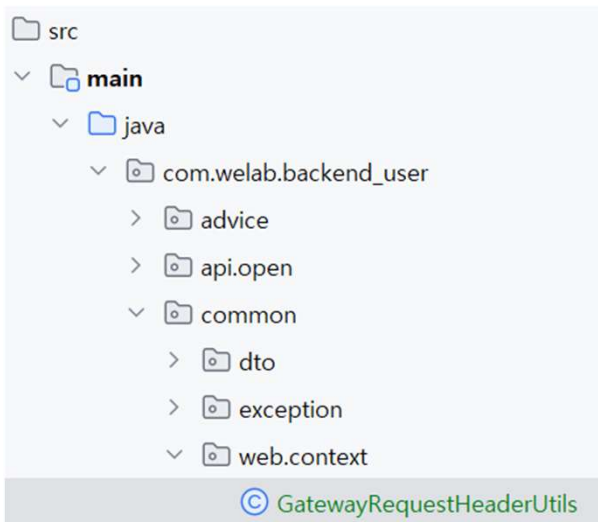 src
main
java
com.welab.backend_user
advice
api.open
common
dto
exception
web.context
GatewayRequestHeaderUtils